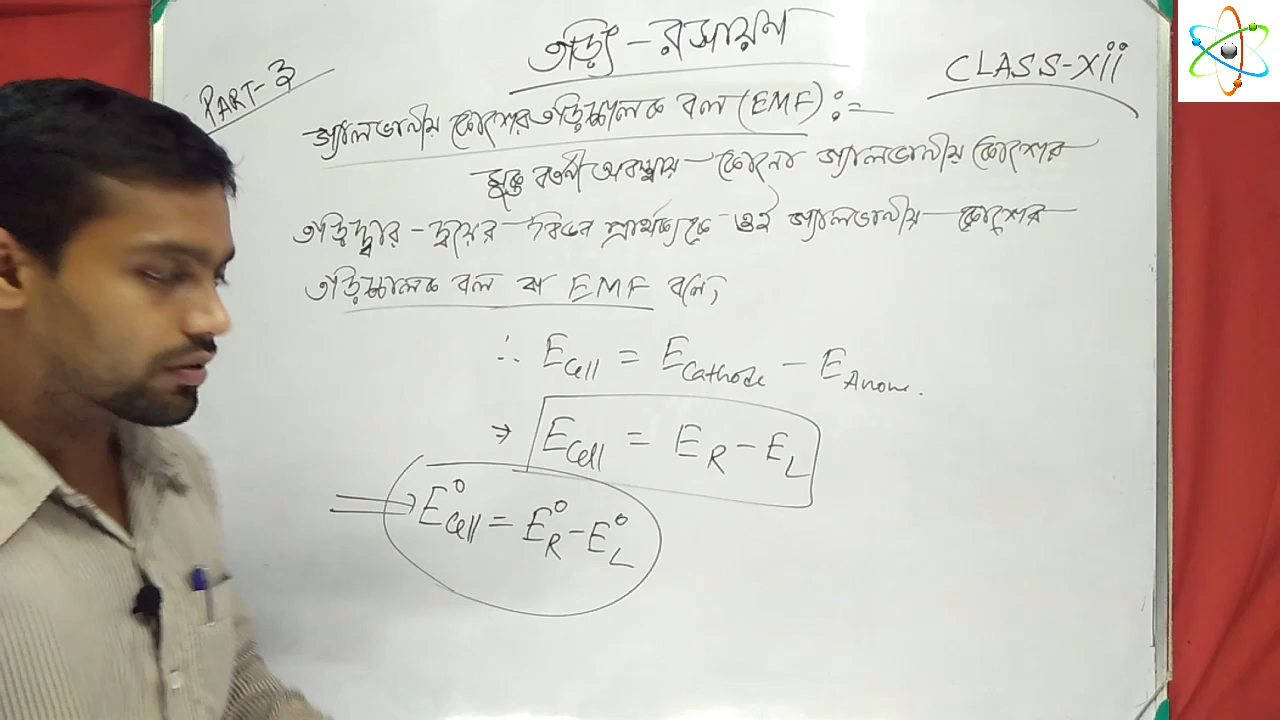 তড়িৎ-রসায়ন
PART-3
CLASS-Xii
গ্যালভানীয় কোশের তড়িচ্চালক বল (EMF):—
মুক্ত বর্তনী অবস্থায় কোনো গ্যালভানীয় কোশের
তড়িদ্দ্বার-দ্বয়ের বিভব পার্থক্যকে ওই গ্যালভানীয় কোশের
তড়িচ্চালক বল বা EMF বলে,
∴ E_Cell = E_Cathode - E_Anode.
⇒ E_Cell = E_R - E_L
⇒ E°_Cell = E°_R - E°_L